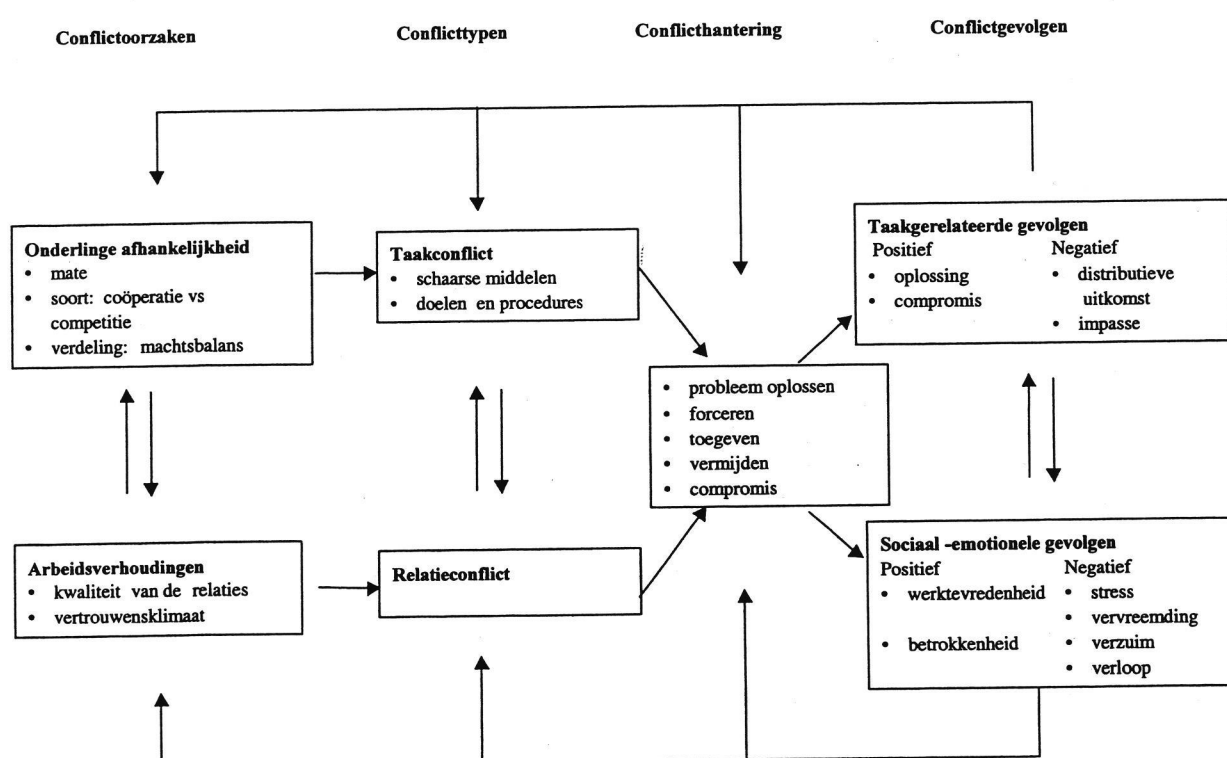 Conflictoorzaken
Conflicttypen
Conflicthantering
Conflictgevolgen
Onderlinge afhankelijkheid
• mate
• soort: coöperatie vs
competitie
• verdeling: machtsbalans
Taakconflict
• schaarse middelen
• doelen en procedures
Taakgerelateerde gevolgen
Positief
• oplossing
• compromis
Negatief
• distributieve
uitkomst
• impasse
• probleem oplossen
• forceren
• toegeven
• vermijden
• compromis
Arbeidsverhoudingen
• kwaliteit van de relaties
• vertrouwensklimaat
Relatieconflict
Sociaal -emotionele gevolgen
Positief
• werktevredenheid
• betrokkenheid
Negatief
• stress
• vervreemding
• verzuim
• verloop